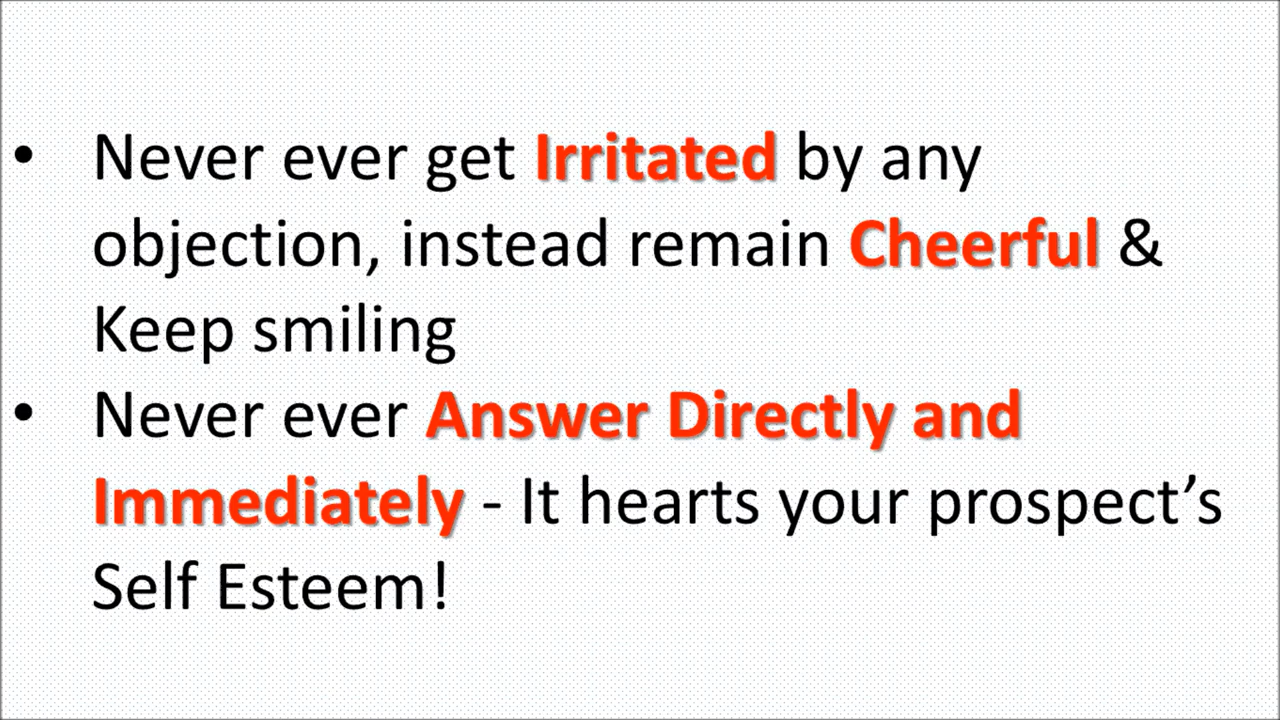 • Never ever get Irritated by any
objection, instead remain Cheerful &
Keep smiling
• Never ever Answer Directly and
Immediately - It hearts your prospect’s
Self Esteem!